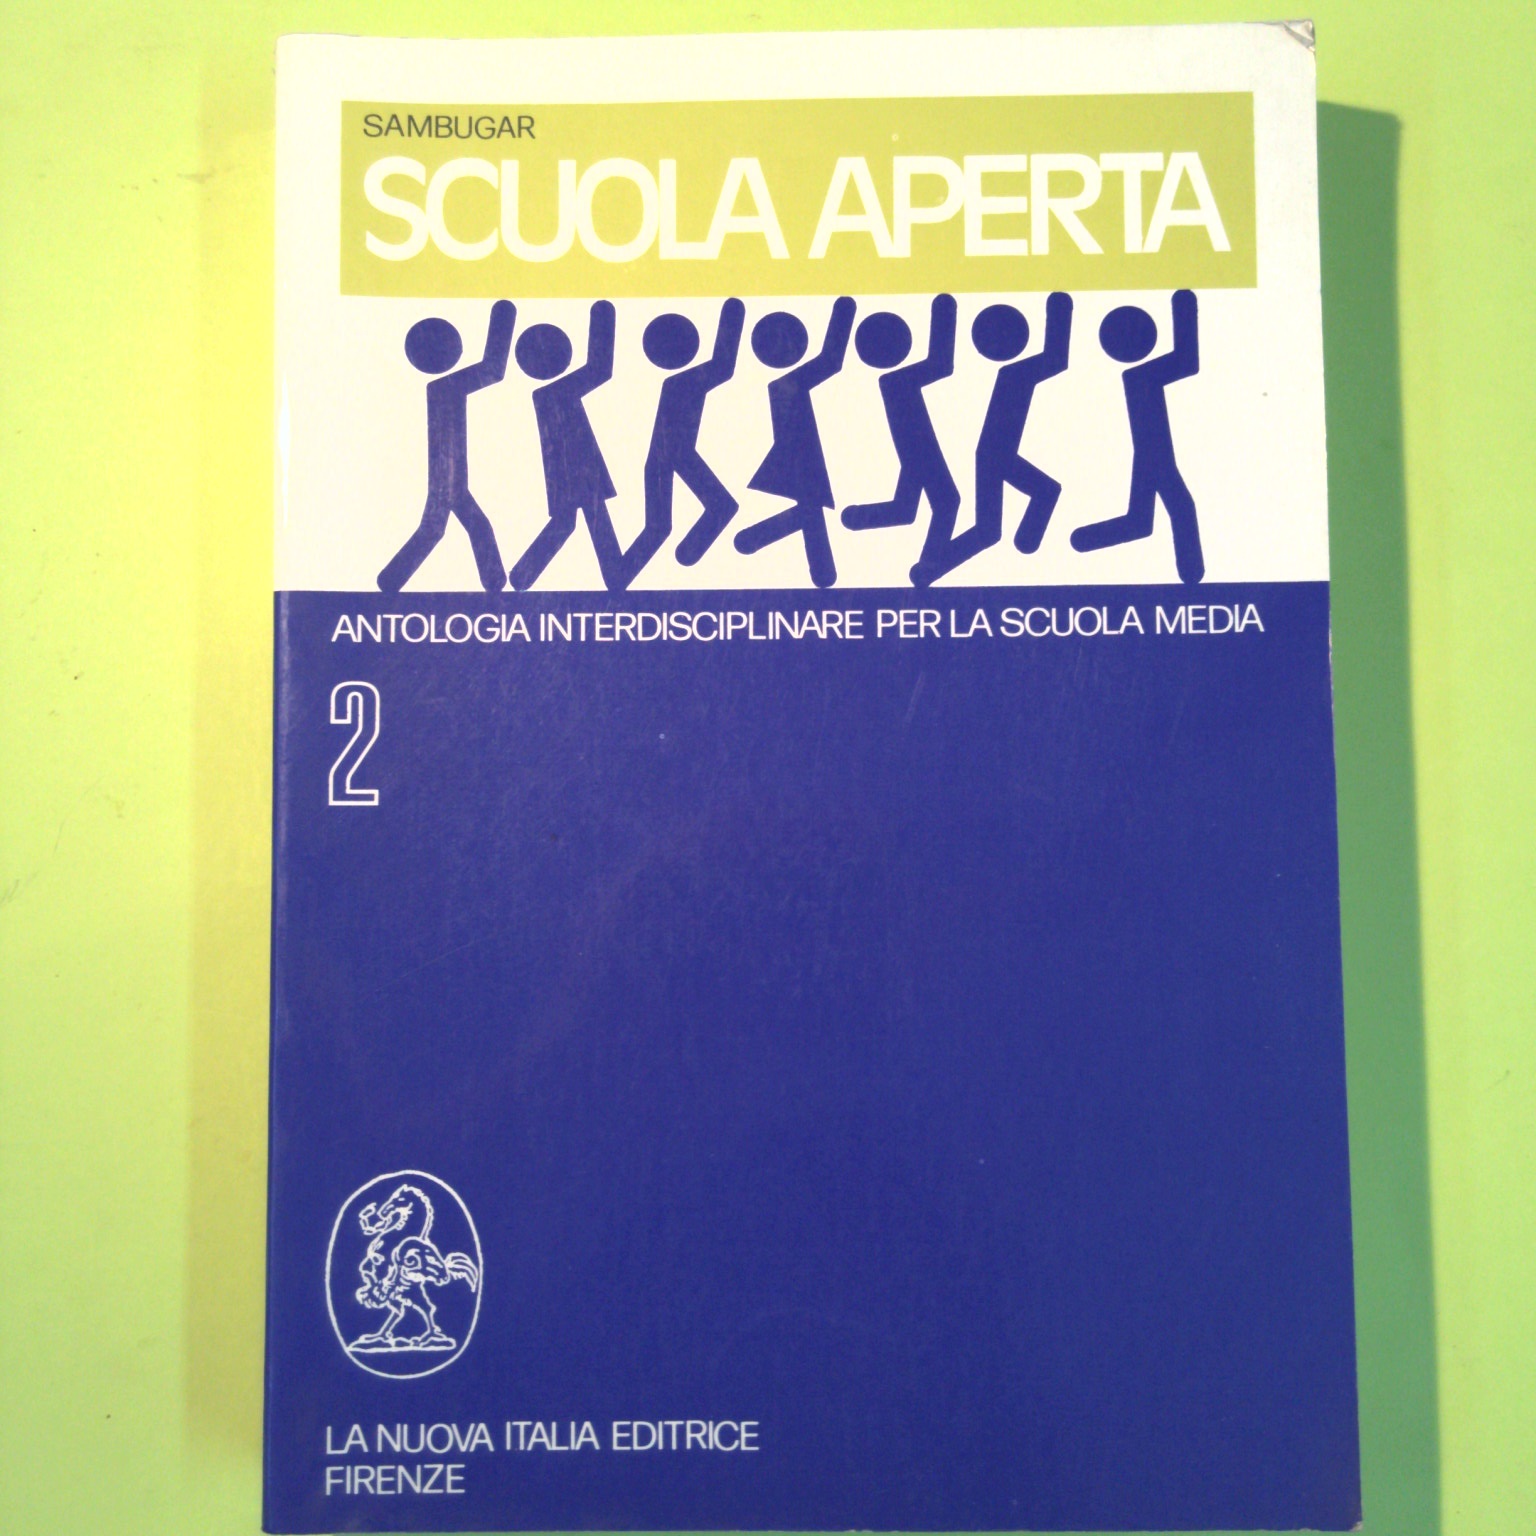 SAMBUGAR
SCUOLA APERTA
ANTOLOGIA INTERDISCIPLINARE PER LA SCUOLA MEDIA
2
LA NUOVA ITALIA EDITRICE
FIRENZE